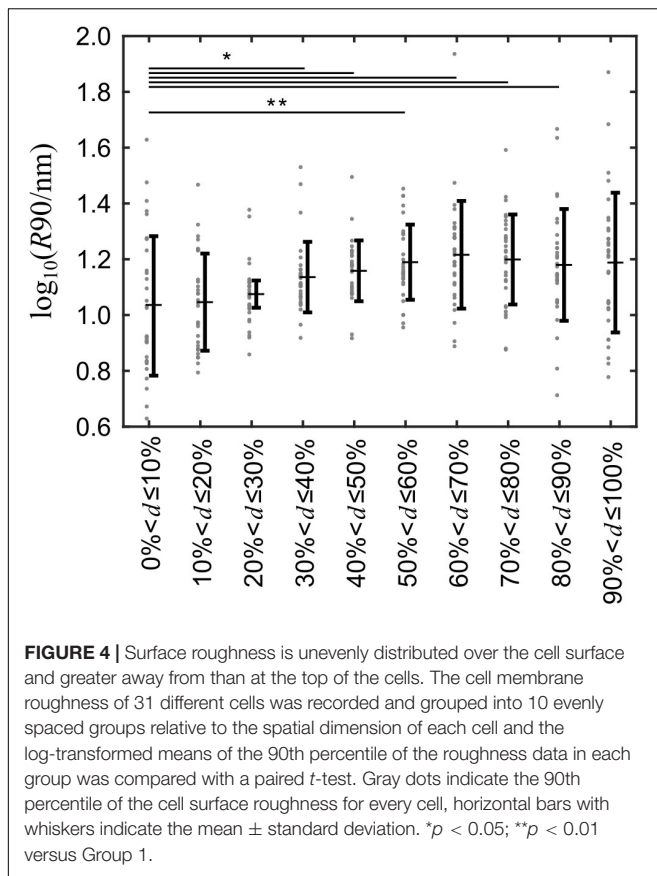 2.0
1.8
1.6
1.4
1.2
1.0
0.8
0.6
log10(R90/nm)
*
**
0%<d≤10%
10%<d≤20%
20%<d≤30%
30%<d≤40%
40%<d≤50%
50%<d≤60%
60%<d≤70%
70%<d≤80%
80%<d≤90%
90%<d≤100%
FIGURE 4 | Surface roughness is unevenly distributed over the cell surface
and greater away from than at the top of the cells. The cell membrane
roughness of 31 different cells was recorded and grouped into 10 evenly
spaced groups relative to the spatial dimension of each cell and the
log-transformed means of the 90th percentile of the roughness data in each
group was compared with a paired t-test. Gray dots indicate the 90th
percentile of the cell surface roughness for every cell, horizontal bars with
whiskers indicate the mean ± standard deviation. *p < 0.05; **p < 0.01
versus Group 1.